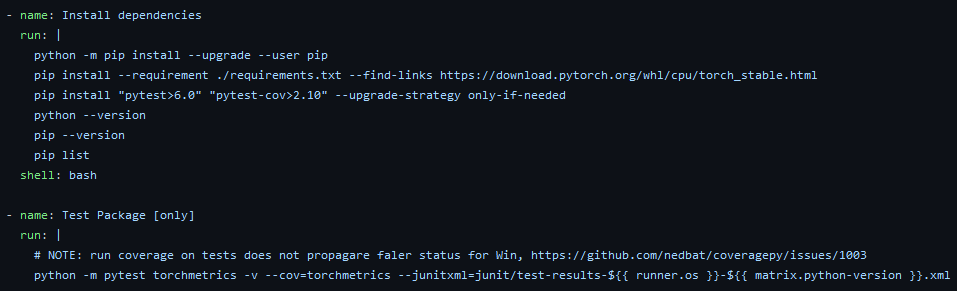 - name: Install dependencies
  run: |
    python -m pip install --upgrade --user pip
    pip install --requirement ./requirements.txt --find-links https://download.pytorch.org/whl/cpu/torch_stable.html
    pip install "pytest>6.0" "pytest-cov>2.10" --upgrade-strategy only-if-needed
    python --version
    pip --version
    pip list
  shell: bash

- name: Test Package [only]
  run: |
    # NOTE: run coverage on tests does not propagare faler status for Win, https://github.com/nedbat/coveragepy/issues/1003
    python -m pytest torchmetrics -v --cov=torchmetrics --junitxml=junit/test-results-${{ runner.os }}-${{ matrix.python-version }}.xml